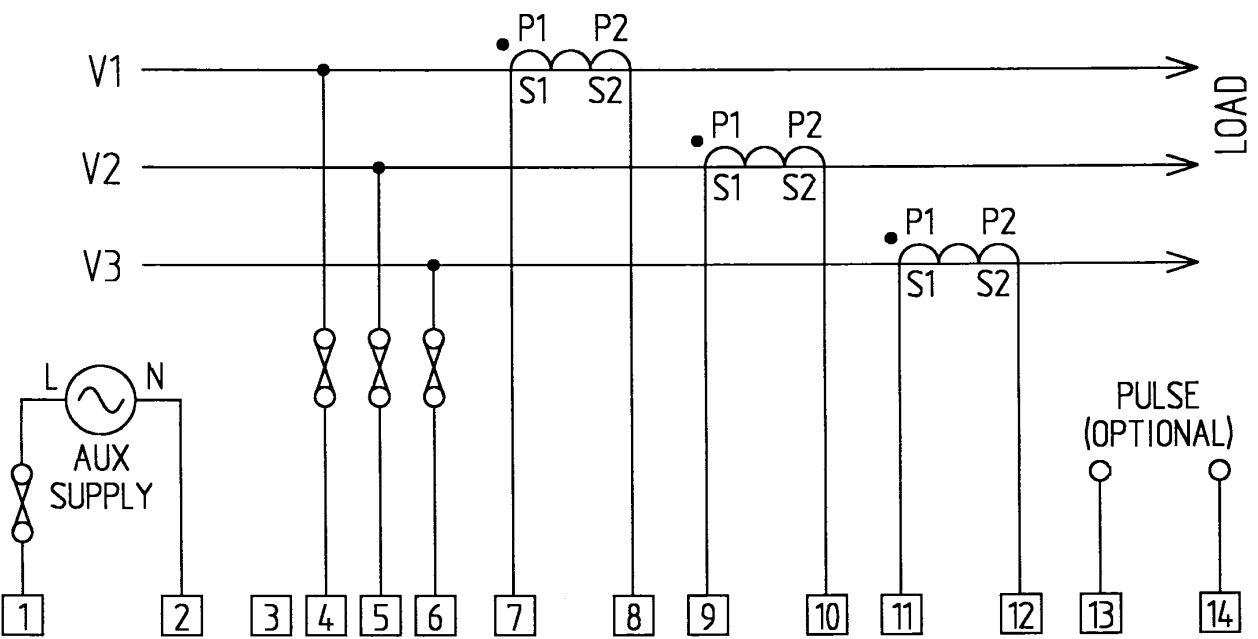 P1 P2
V1
S1 S2
LOAD
P1 P2
V2
S1 S2
P1 P2
V3
S1 S2
L N
AUX
SUPPLY
PULSE
(OPTIONAL)
1 2 3 4 5 6 7 8 9 10 11 12 13 14